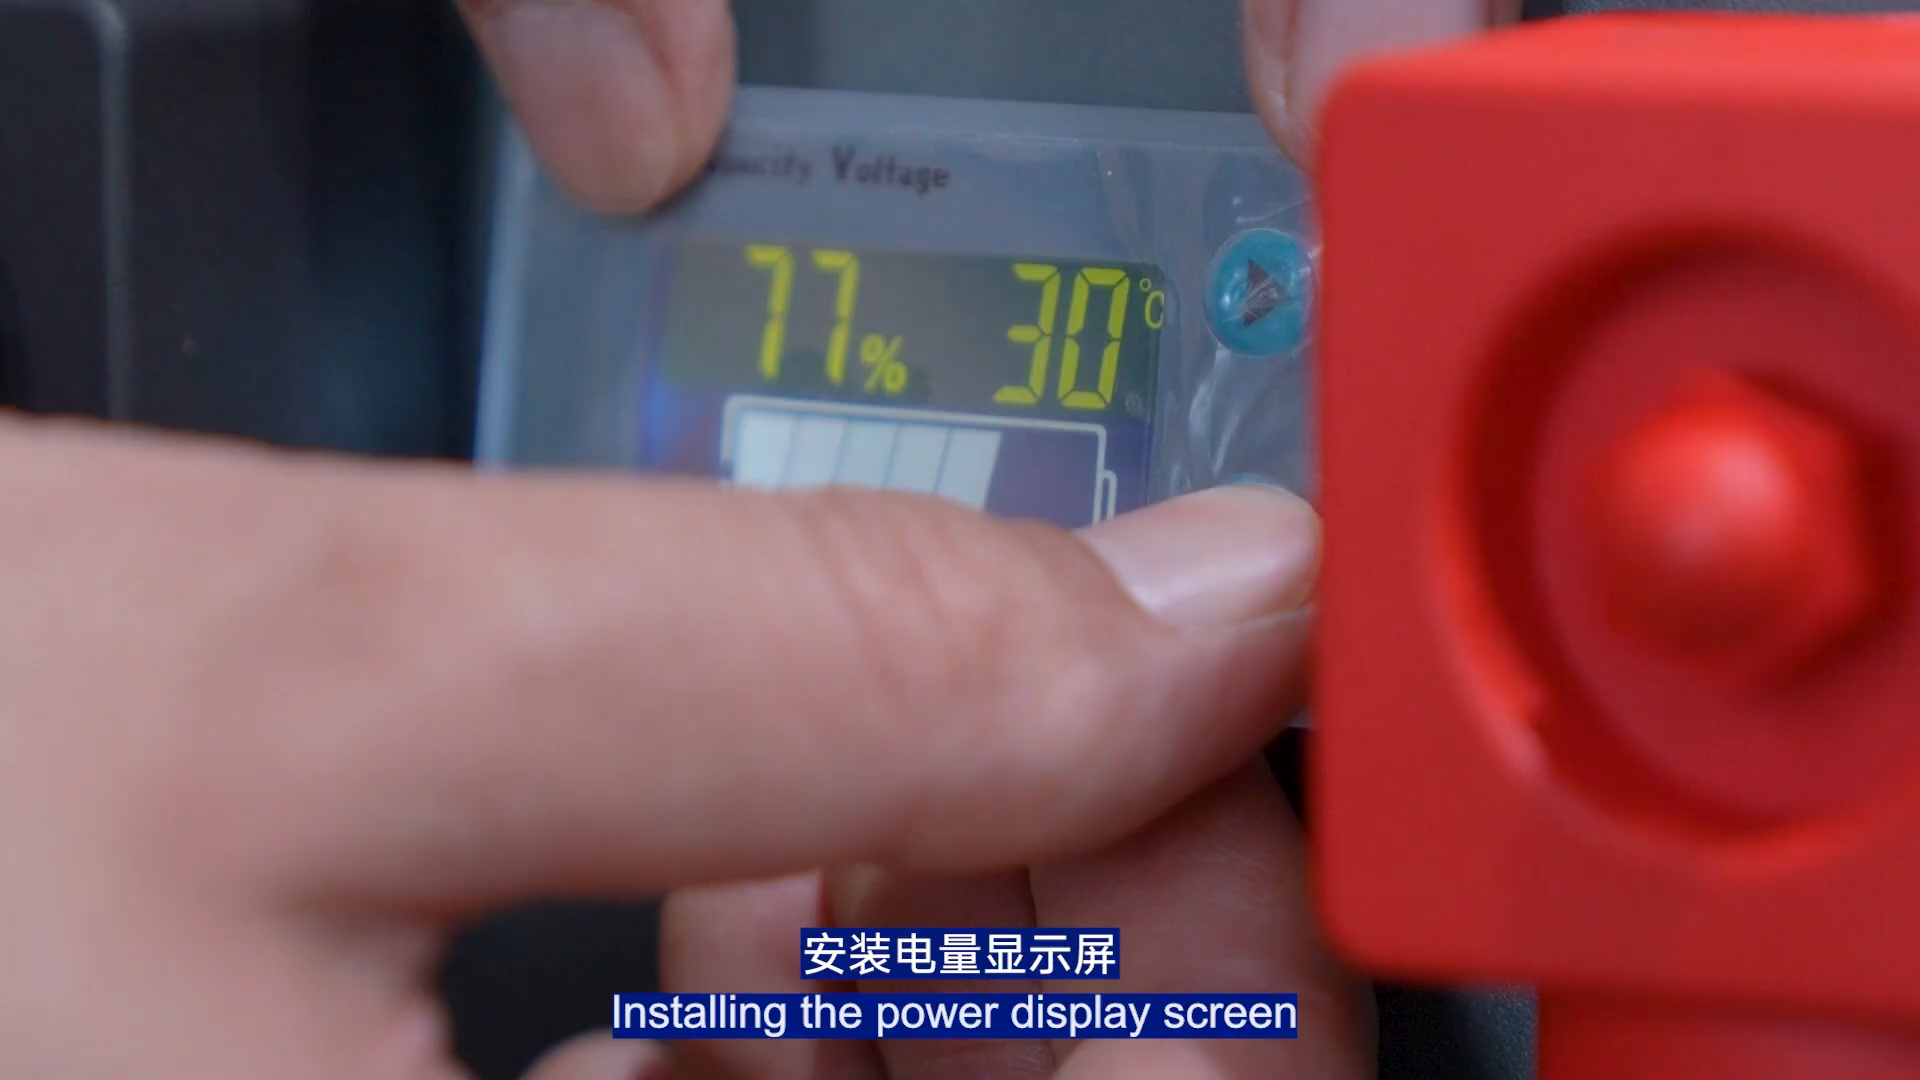 Voltage
77% 30°C
安装电量显示屏
Installing the power display screen